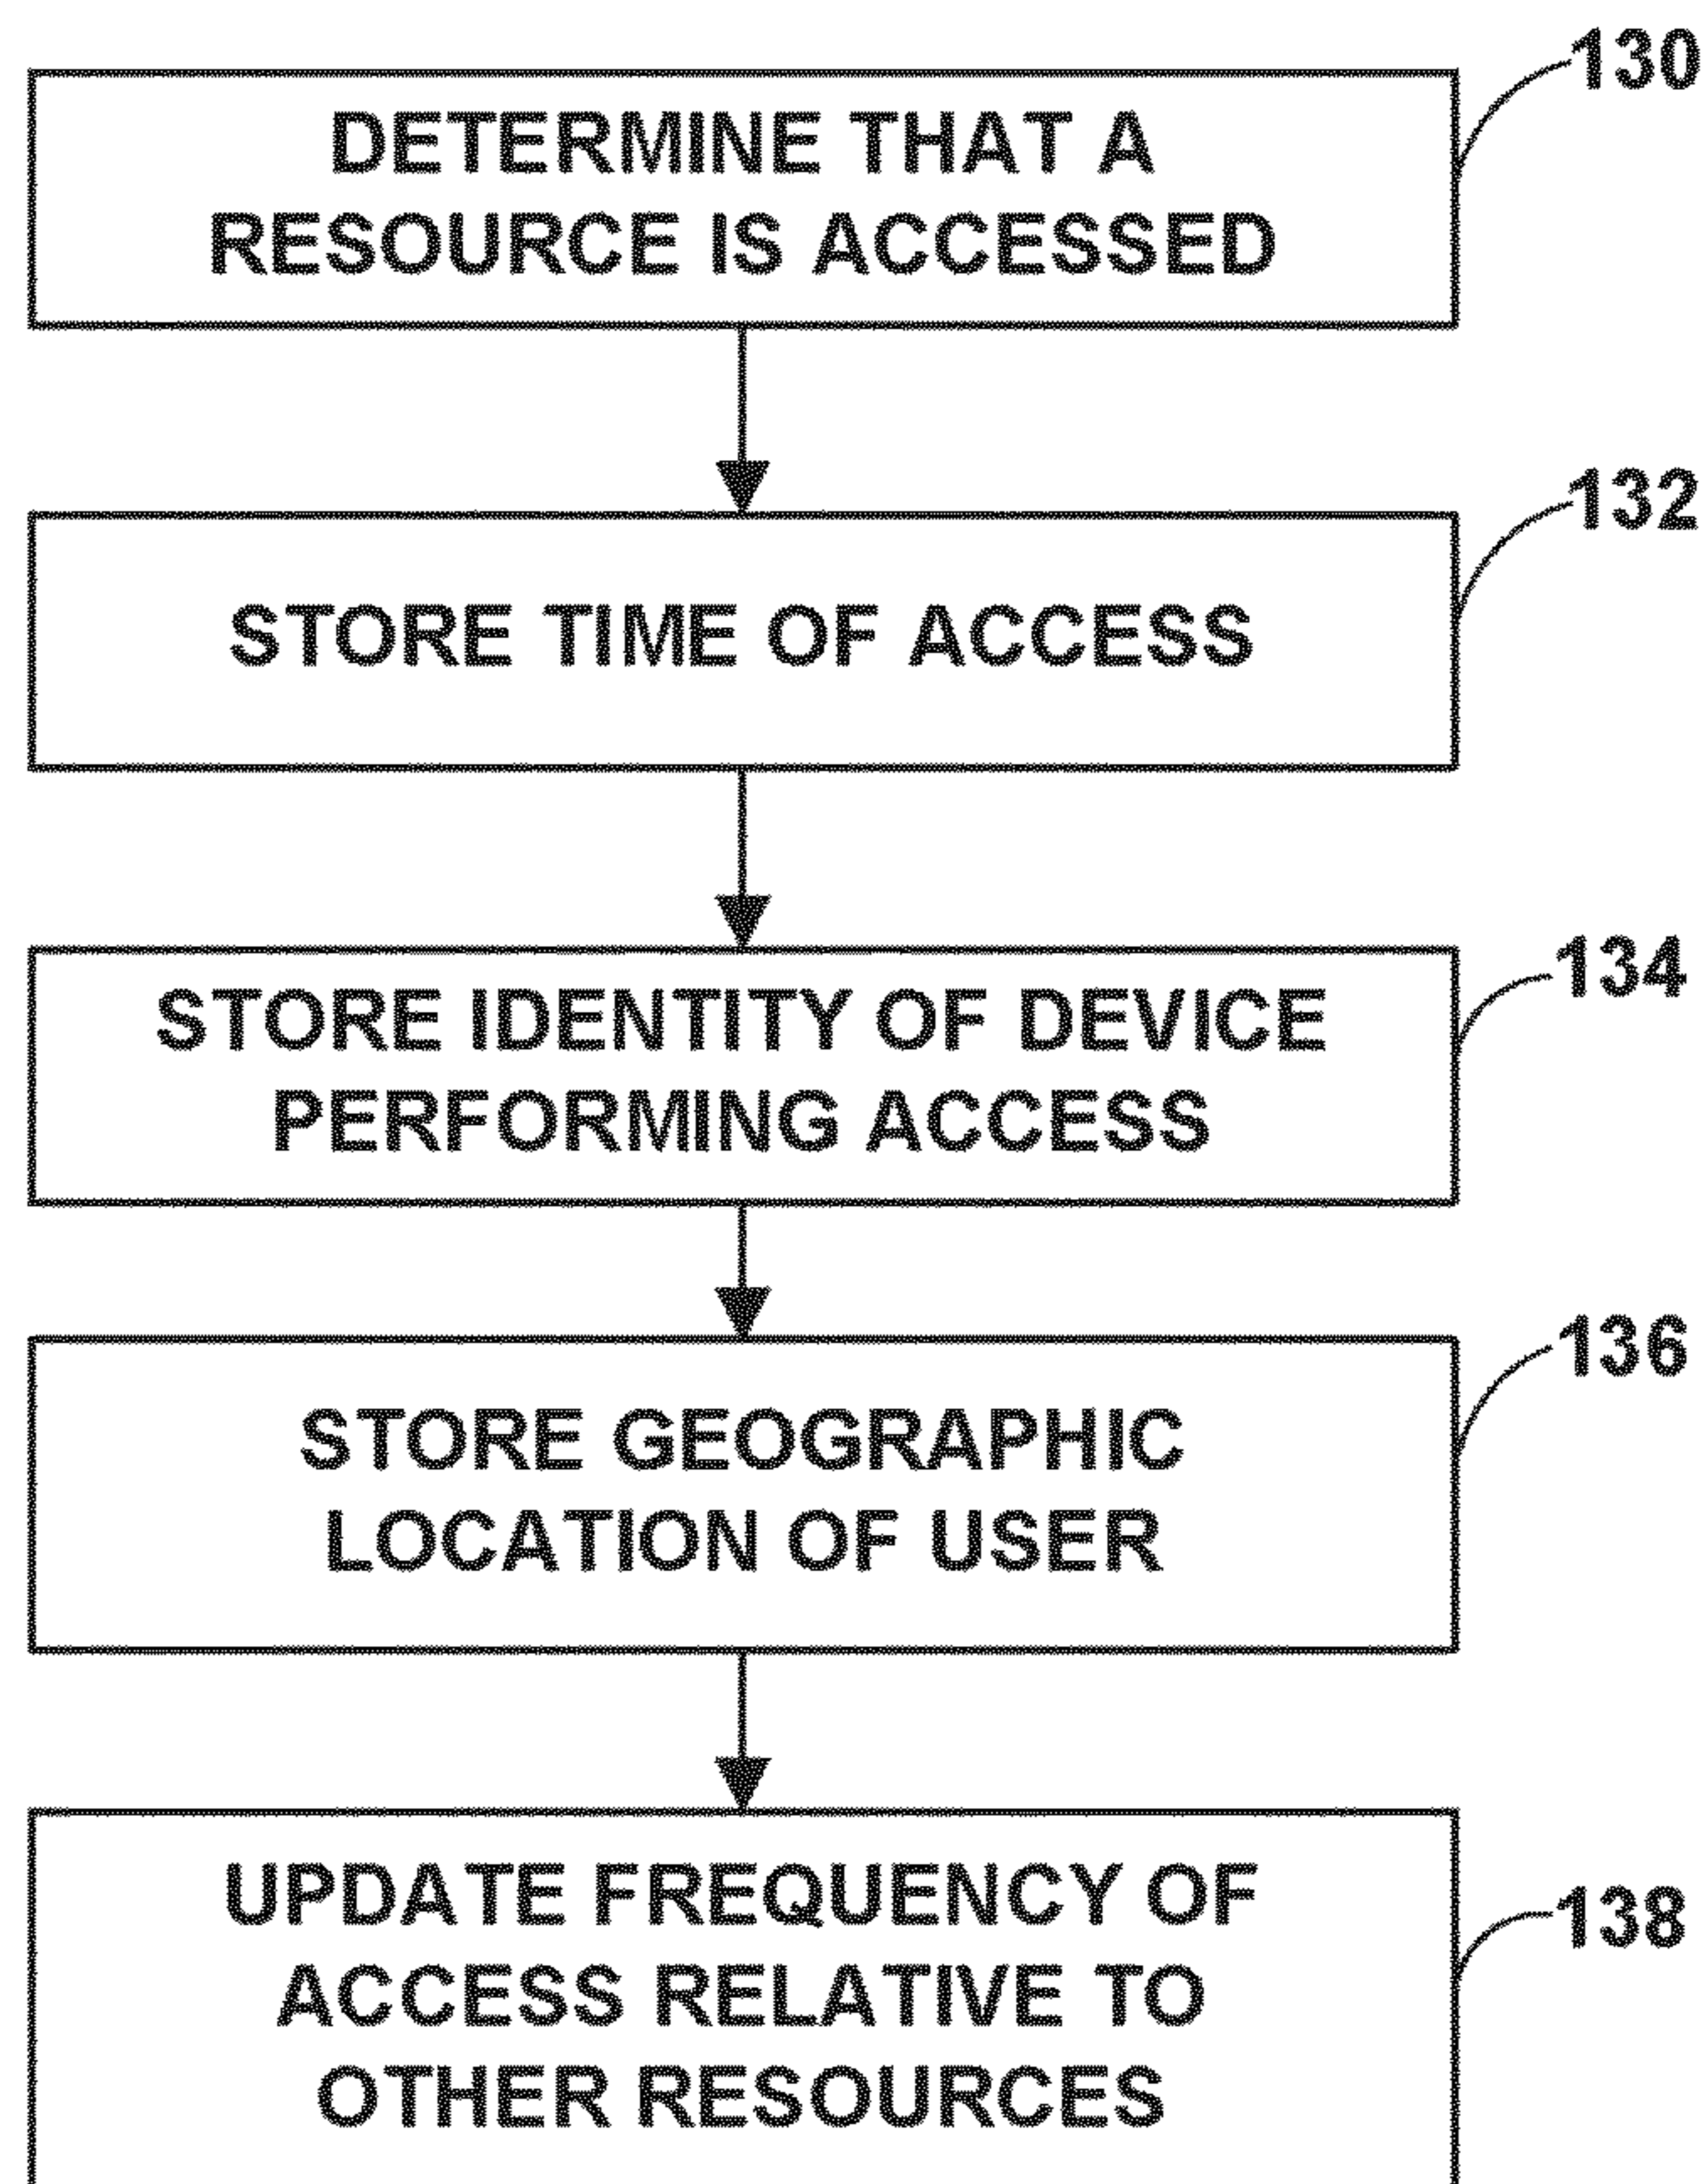 130
DETERMINE THAT A
RESOURCE IS ACCESSED
132
STORE TIME OF ACCESS
134
STORE IDENTITY OF DEVICE
PERFORMING ACCESS
136
STORE GEOGRAPHIC
LOCATION OF USER
138
UPDATE FREQUENCY OF
ACCESS RELATIVE TO
OTHER RESOURCES